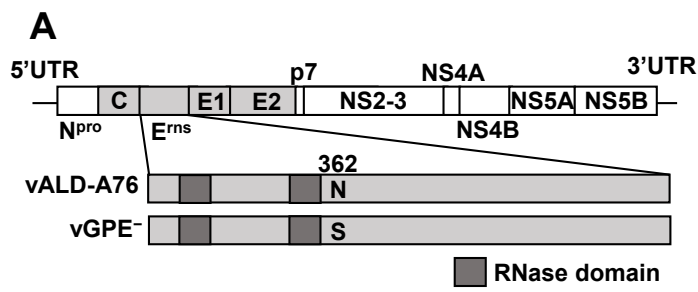 A
5'UTR p7 NS4A 3'UTR
C E1 E2 NS2-3 NS5A NS5B
Nᵖʳᵒ Eʳⁿˢ NS4B
362
vALD-A76 N
vGPE⁻ S
RNase domain